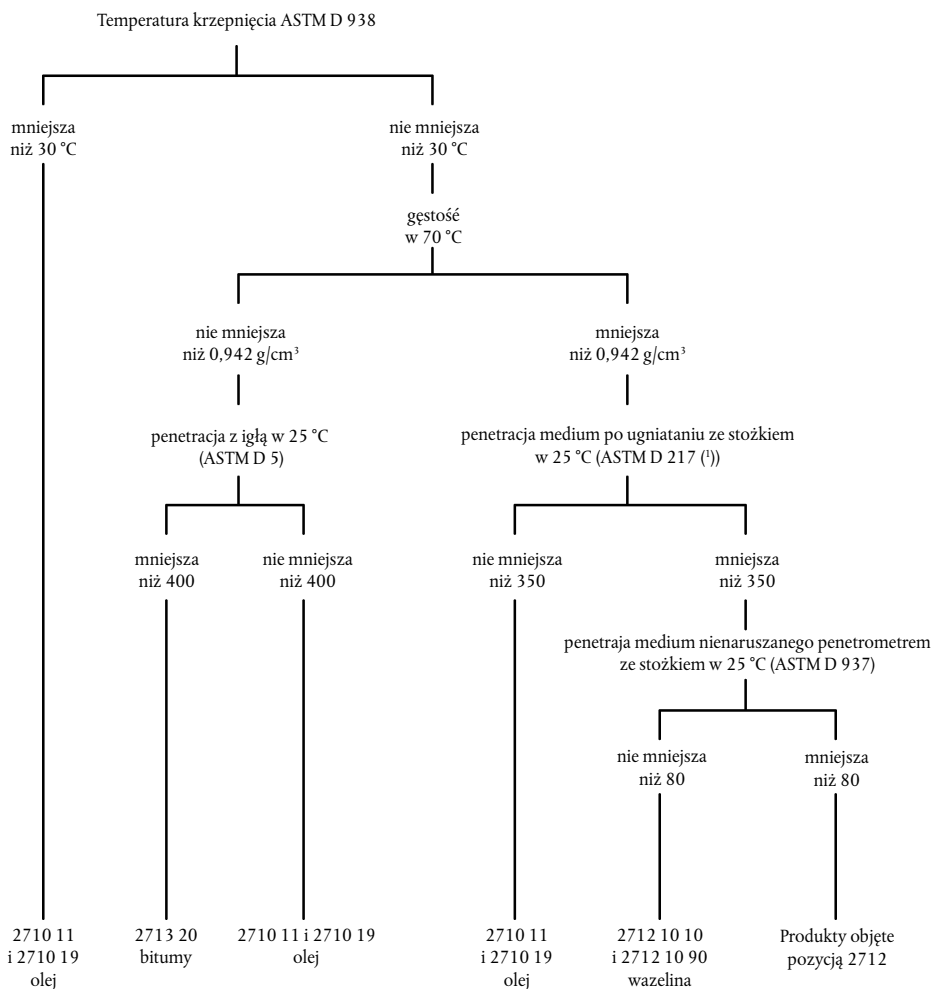 Temperatura krzepnięcia ASTM D 938
mniejsza
niż 30 °C
nie mniejsza
niż 30 °C
gęstość
w 70 °C
nie mniejsza
niż 0,942 g/cm³
mniejsza
niż 0,942 g/cm³
penetracja z igłą w 25 °C
(ASTM D 5)
penetracja medium po ugniataniu ze stożkiem
w 25 °C (ASTM D 217 (¹))
mniejsza
niż 400
nie mniejsza
niż 400
nie mniejsza
niż 350
mniejsza
niż 350
penetraja medium nienaruszanego penetrometrem
ze stożkiem w 25 °C (ASTM D 937)
nie mniejsza
niż 80
mniejsza
niż 80
2710 11
i 2710 19
olej
2713 20
bitumy
2710 11 i 2710 19
olej
2710 11
i 2710 19
olej
2712 10 10
i 2712 10 90
wazelina
Produkty objęte
pozycją 2712